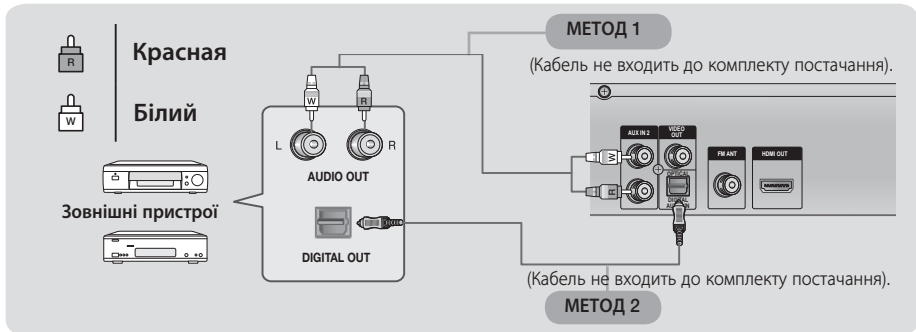 R Красная
W Білий
Зовнішні пристрої
МЕТОД 1
(Кабель не входить до комплекту постачання).
W R
L R
AUDIO OUT
DIGITAL OUT
AUX IN 2
VIDEO OUT
FM ANT
HDMI OUT
W
R
OPTICAL
DIGITAL
AUDIO IN
(Кабель не входить до комплекту постачання).
МЕТОД 2